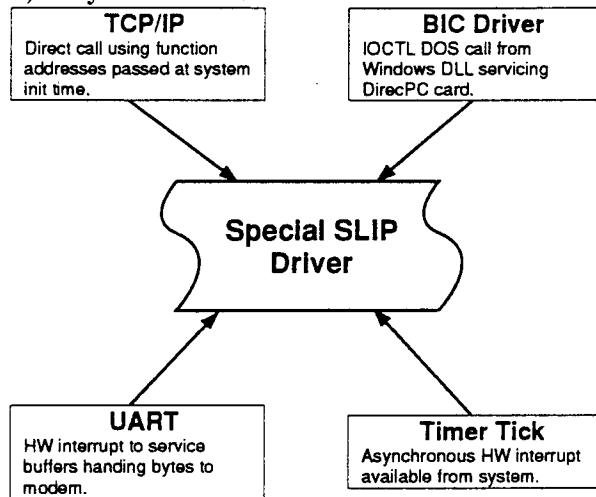 TCP/IP
Direct call using function
addresses passed at system
init time.
BIC Driver
IOCTL DOS call from
Windows DLL servicing
DirecPC card.
Special SLIP
Driver
UART
HW interrupt to service
buffers handing bytes to
modem.
Timer Tick
Asynchronous HW interrupt
available from system.